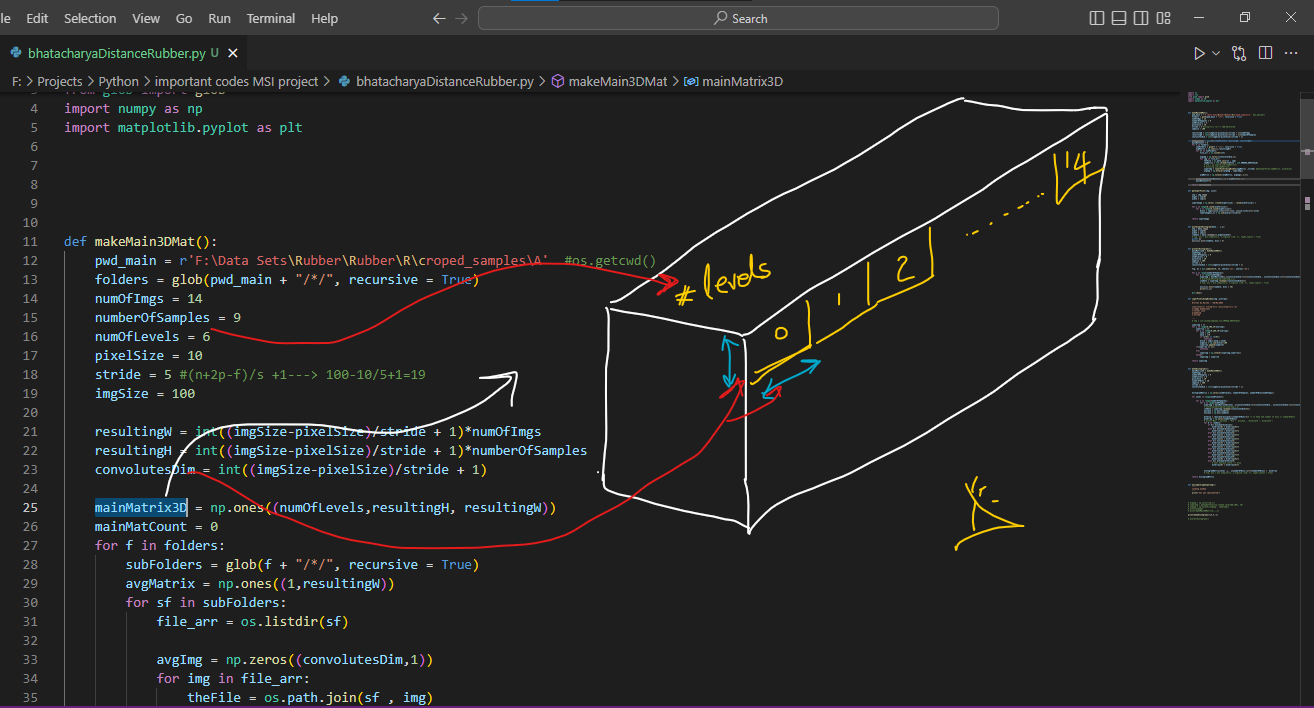 le Edit Selection View Go Run Terminal Help
Search
bhatacharyaDistanceRubber.py U
F: > Projects > Python > important codes MSI project > bhatacharyaDistanceRubber.py > makeMain3DMat > mainMatrix3D
3 from glob import glob
4 import numpy as np
5 import matplotlib.pyplot as plt
6
7
8
9
10
11 def makeMain3DMat():
12 pwd_main = r'F:\Data Sets\Rubber\Rubber\R\croped_samples\A' #os.getcwd()
13 folders = glob(pwd_main + "/*/", recursive = True)
14 numOfImgs = 14
15 numberOfSamples = 9
16 numOfLevels = 6
17 pixelSize = 10
18 stride = 5 #(n+2p-f)/s +1---> 100-10/5+1=19
19 imgSize = 100
20
21 resultingW = int((imgSize-pixelSize)/stride + 1)*numOfImgs
22 resultingH = int((imgSize-pixelSize)/stride + 1)*numberOfSamples
23 convolutesDim = int((imgSize-pixelSize)/stride + 1)
24
25 mainMatrix3D = np.ones((numOfLevels,resultingH, resultingW))
26 mainMatCount = 0
27 for f in folders:
28 subFolders = glob(f + "/*/", recursive = True)
29 avgMatrix = np.ones((1,resultingW))
30 for sf in subFolders:
31 file_arr = os.listdir(sf)
32
33 avgImg = np.zeros((convolutesDim,1))
34 for img in file_arr:
35 theFile = os.path.join(sf , img)
# levels
0 1 2 ........ 14